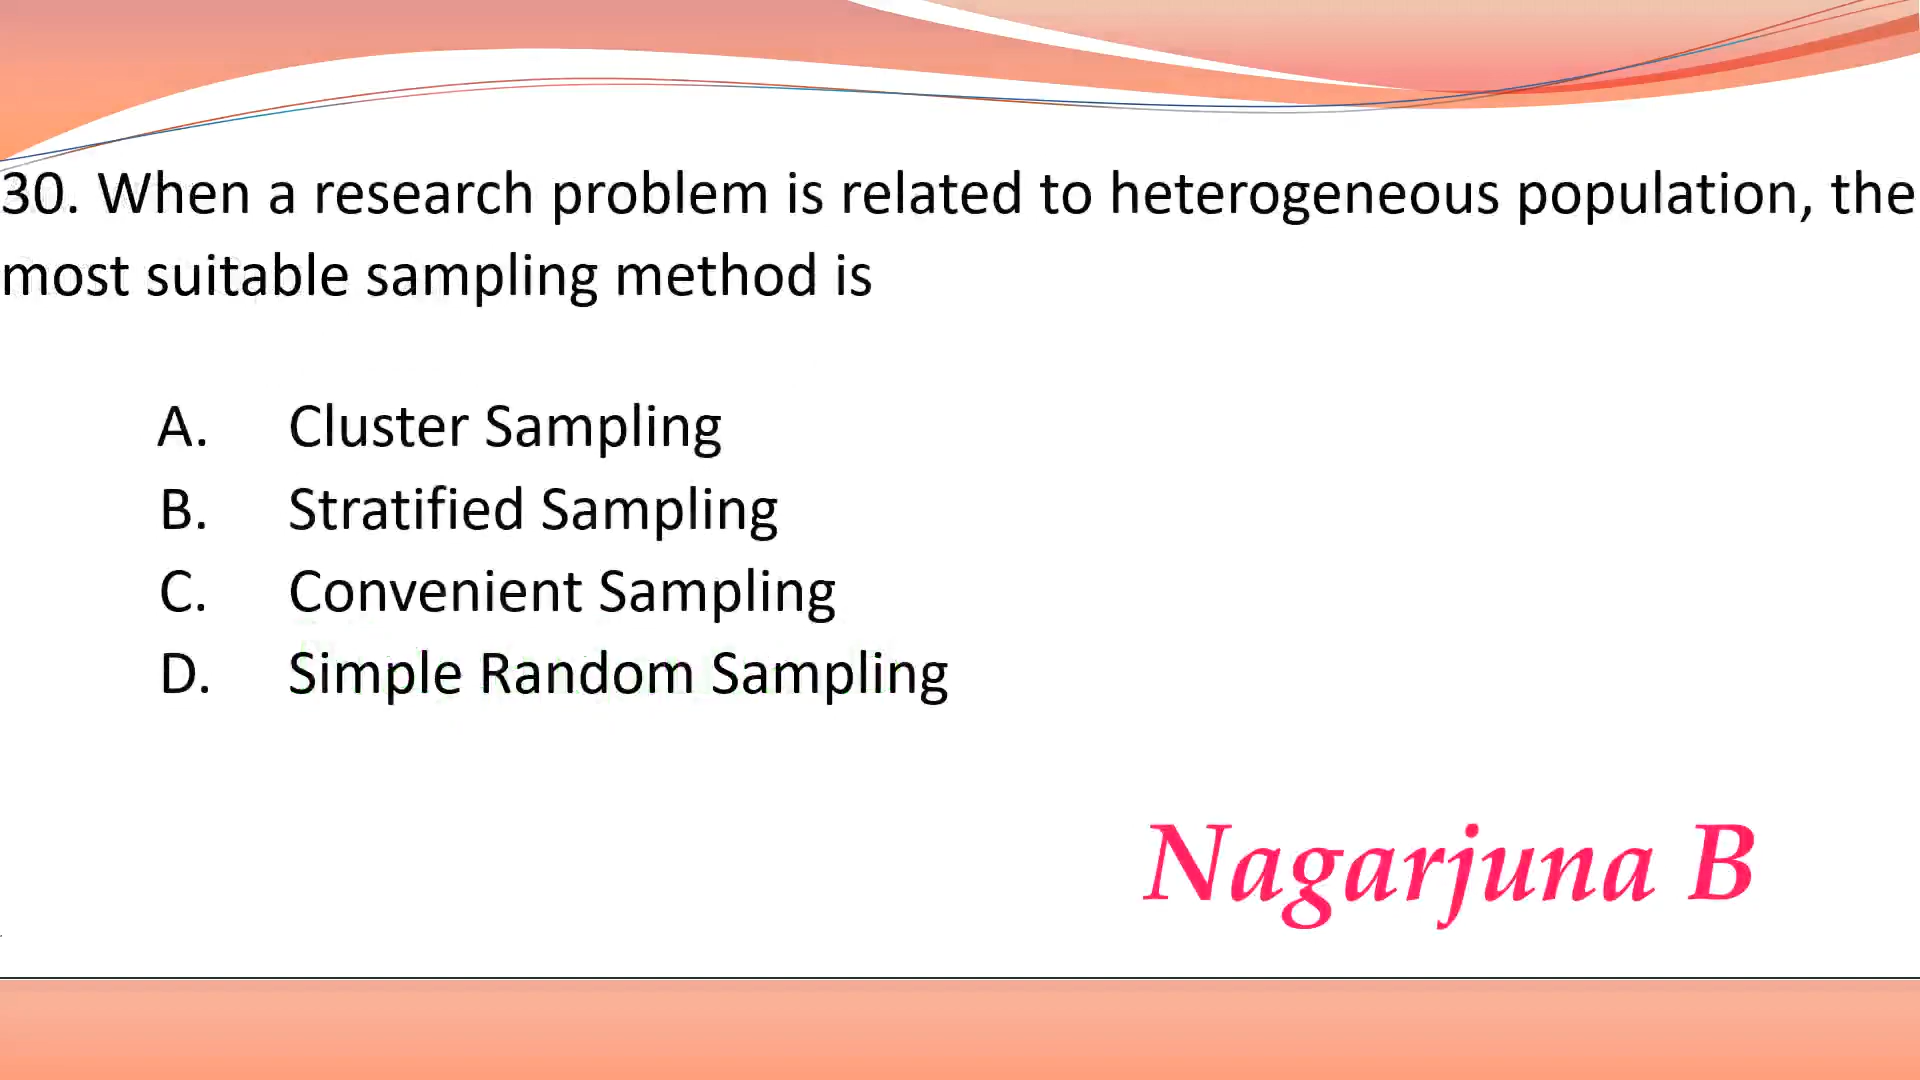 30. When a research problem is related to heterogeneous population, the
most suitable sampling method is
A. Cluster Sampling
B. Stratified Sampling
C. Convenient Sampling
D. Simple Random Sampling
Nagarjuna B